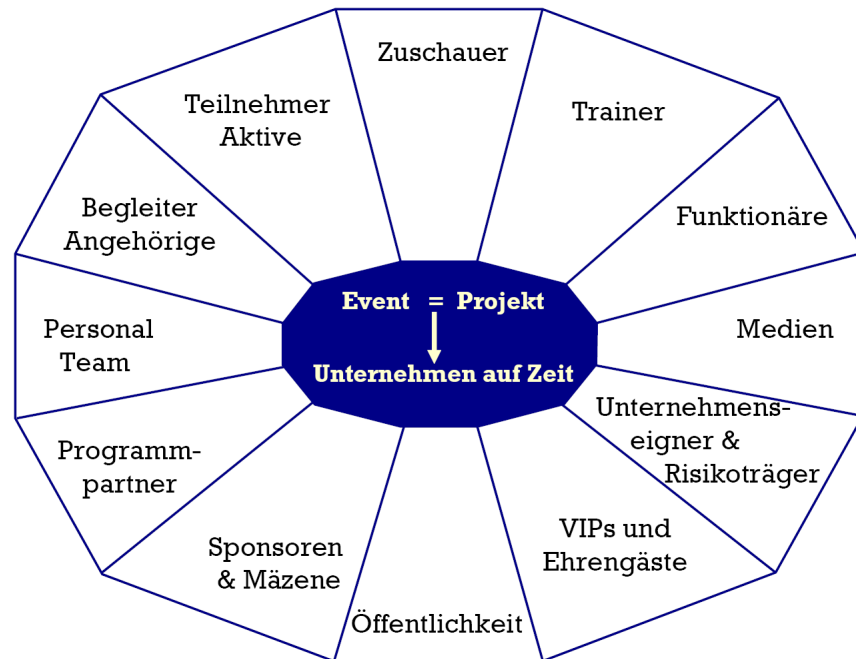 Zuschauer
Trainer
Funktionäre
Medien
Unternehmens-
eigner &
Risikoträger
VIPs und
Ehrengäste
Öffentlichkeit
Sponsoren
& Mäzene
Programm-
partner
Personal
Team
Begleiter
Angehörige
Teilnehmer
Aktive
Event = Projekt
Unternehmen auf Zeit